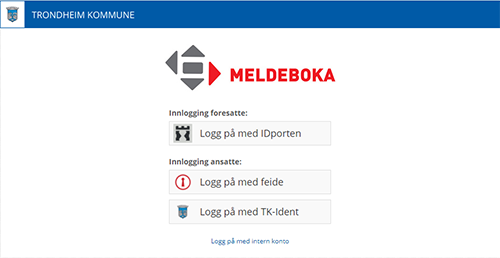 TRONDHEIM KOMMUNE
MELDEBOKA
Innlogging foresatte:
Logg på med IDporten
Innlogging ansatte:
Logg på med feide
Logg på med TK-Ident
Logg på med intern konto